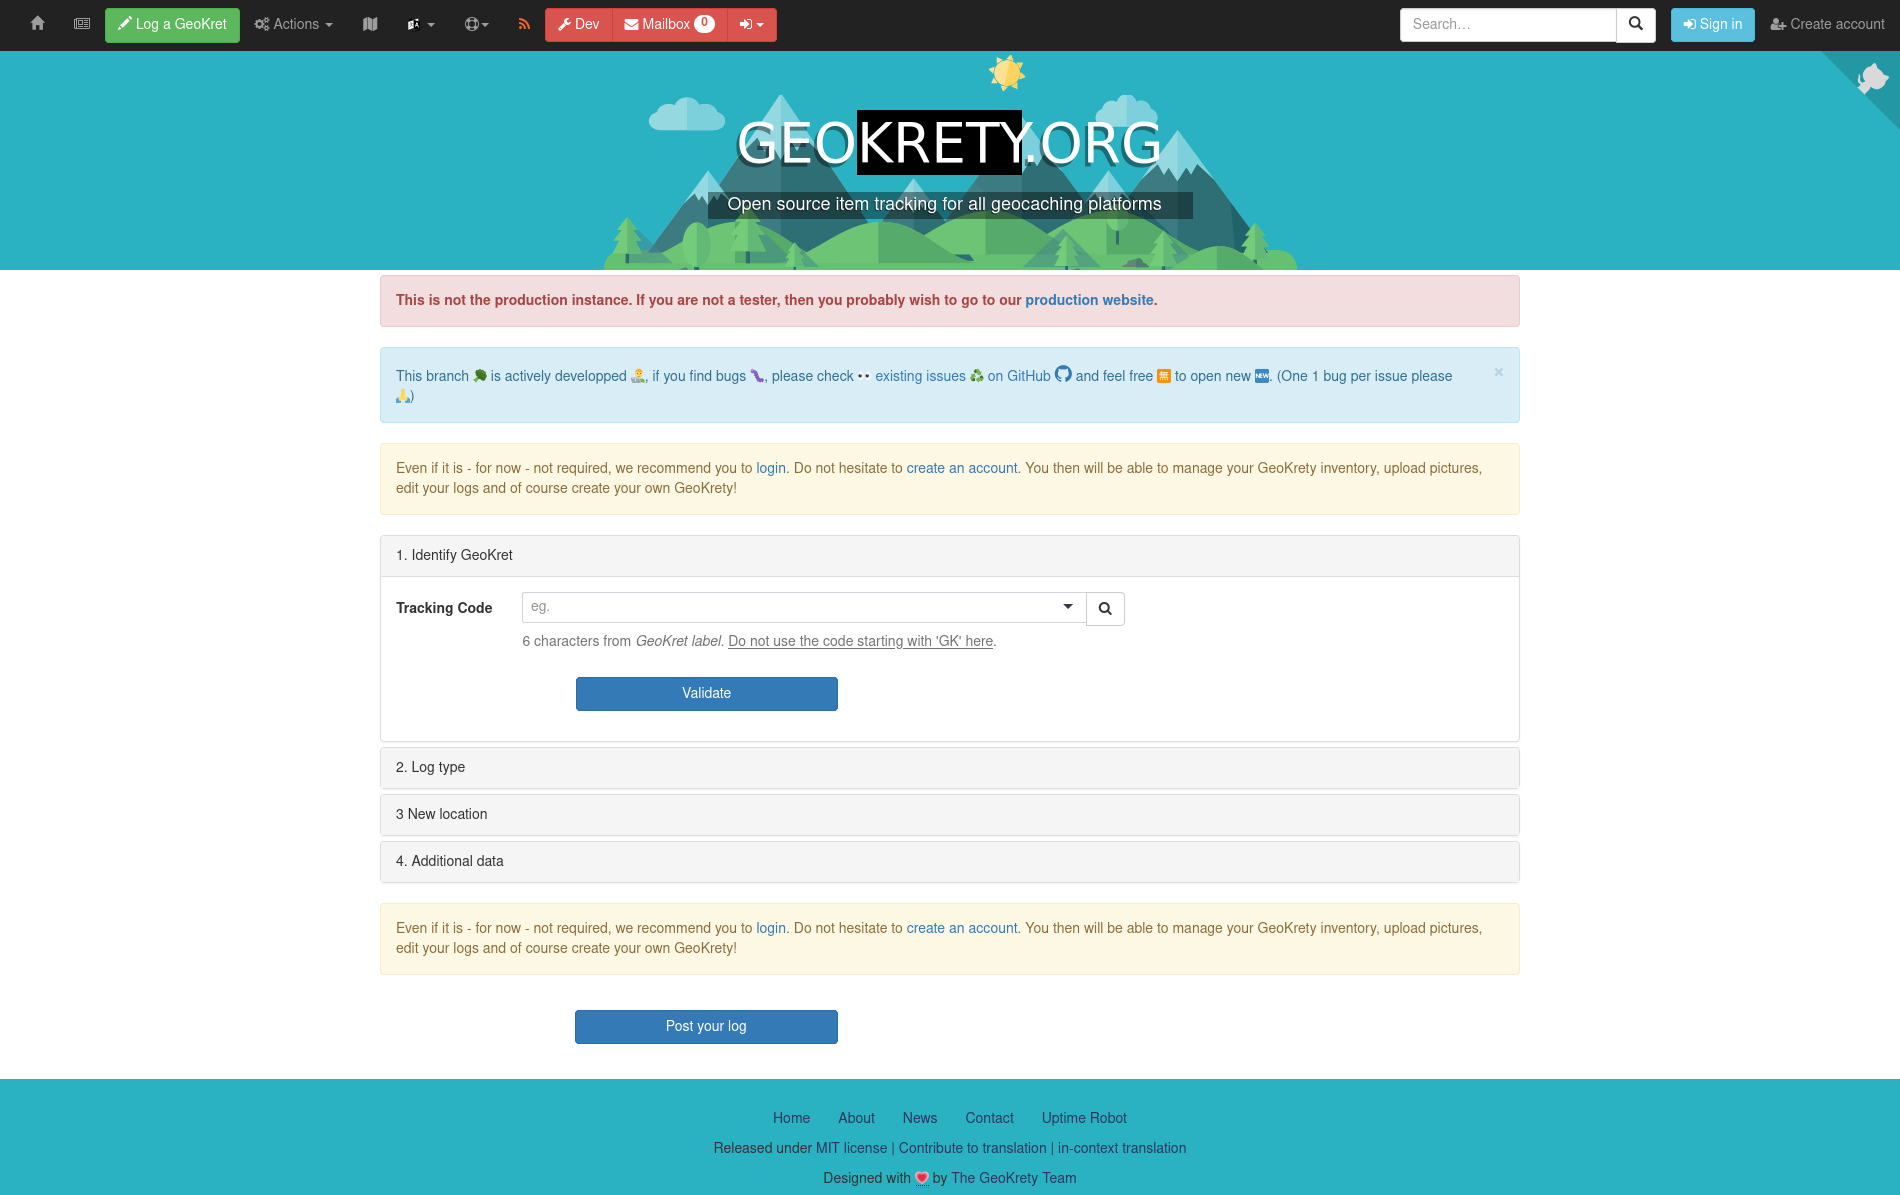 Log a GeoKret Actions Dev Mailbox 0 Search... Sign in Create account
GEOKRETY.ORG
Open source item tracking for all geocaching platforms
This is not the production instance. If you are not a tester, then you probably wish to go to our production website.
This branch is actively developped, if you find bugs, please check existing issues on GitHub and feel free to open new NEW. (One 1 bug per issue please
)
Even if it is - for now - not required, we recommend you to login. Do not hesitate to create an account. You then will be able to manage your GeoKrety inventory, upload pictures,
edit your logs and of course create your own GeoKrety!
1. Identify GeoKret
Tracking Code eg.
6 characters from GeoKret label. Do not use the code starting with 'GK' here.
Validate
2. Log type
3 New location
4. Additional data
Even if it is - for now - not required, we recommend you to login. Do not hesitate to create an account. You then will be able to manage your GeoKrety inventory, upload pictures,
edit your logs and of course create your own GeoKrety!
Post your log
Home About News Contact Uptime Robot
Released under MIT license | Contribute to translation | in-context translation
Designed with by The GeoKrety Team